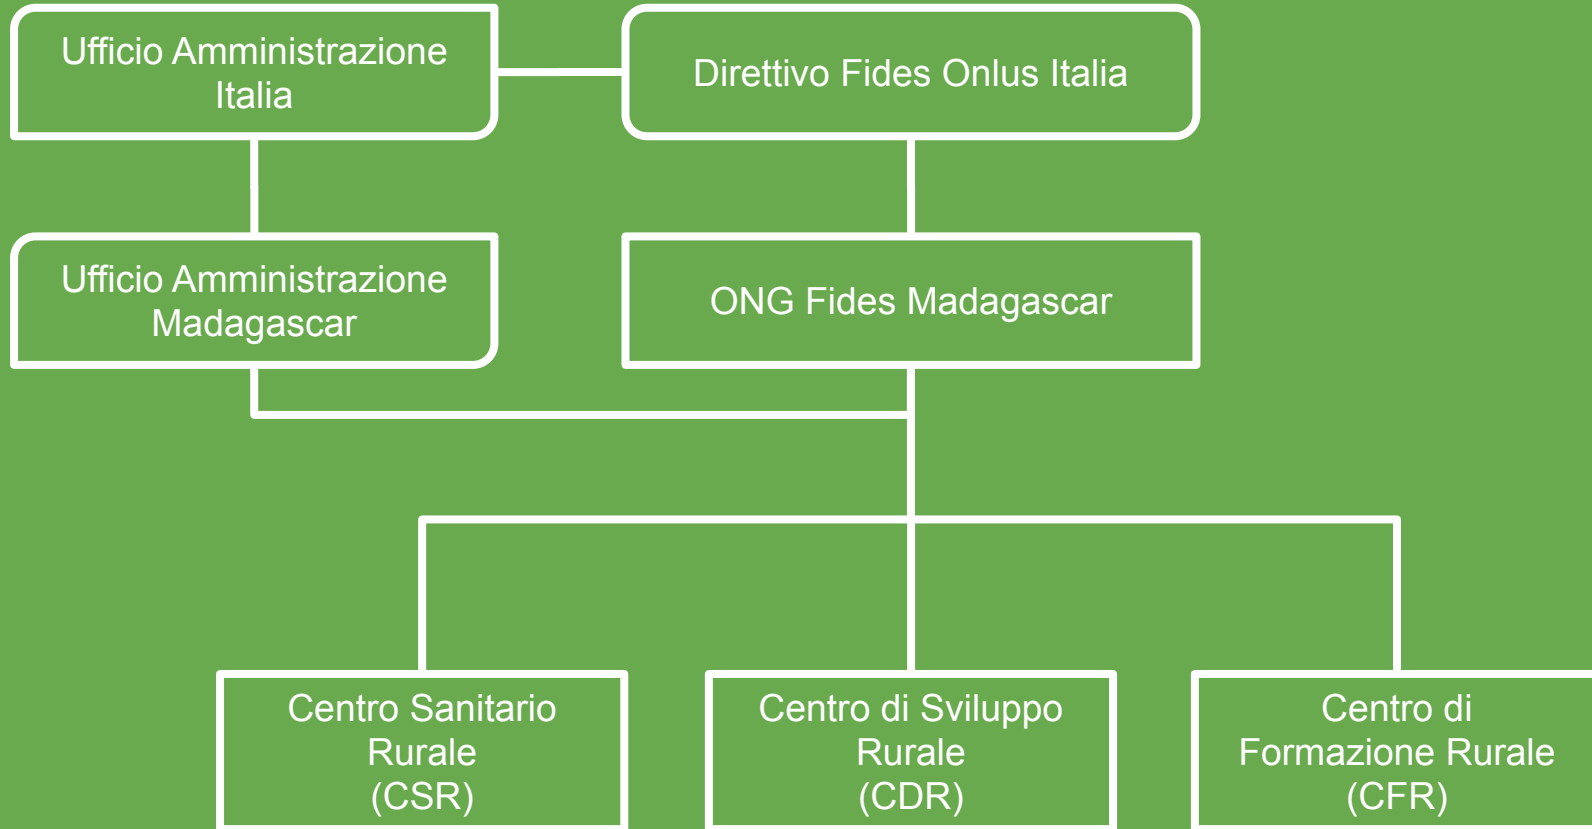 Ufficio Amministrazione
Italia
Direttivo Fides Onlus Italia
Ufficio Amministrazione
Madagascar
ONG Fides Madagascar
Centro Sanitario
Rurale
(CSR)
Centro di Sviluppo
Rurale
(CDR)
Centro di
Formazione Rurale
(CFR)